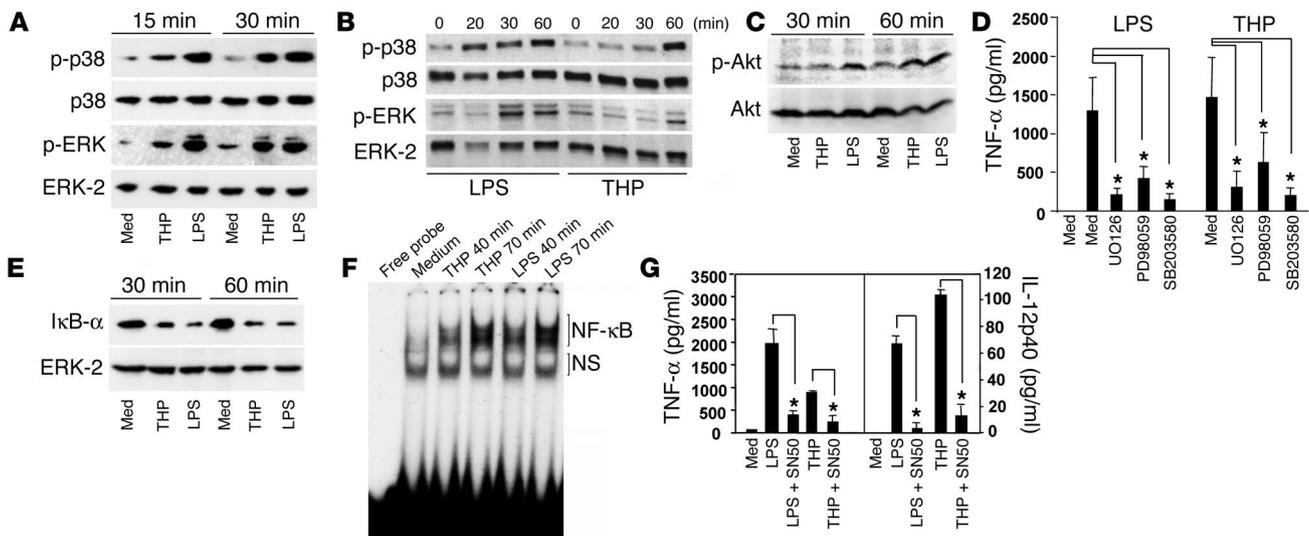 A
15 min 30 min
p-p38
p38
p-ERK
ERK-2
Med THP LPS Med THP LPS
B
0 20 30 60 0 20 30 60 (min)
p-p38
p38
p-ERK
ERK-2
LPS THP
C
30 min 60 min
p-Akt
Akt
Med THP LPS Med THP LPS
D
LPS THP
TNF-α (pg/ml)
2500
2000
1500
1000
500
0
* * * * * *
Med Med UO126 PD98059 SB203580 Med UO126 PD98059 SB203580
E
30 min 60 min
IκB-α
ERK-2
Med THP LPS Med THP LPS
F
Free probe
Medium
THP 40 min
THP 70 min
LPS 40 min
LPS 70 min
NF-κB
NS
G
TNF-α (pg/ml)
3500
3000
2500
2000
1500
1000
500
0
* * * *
120
100
80
60
40
20
0
IL-12p40 (pg/ml)
Med LPS LPS + SN50 THP THP + SN50 Med LPS LPS + SN50 THP THP + SN50